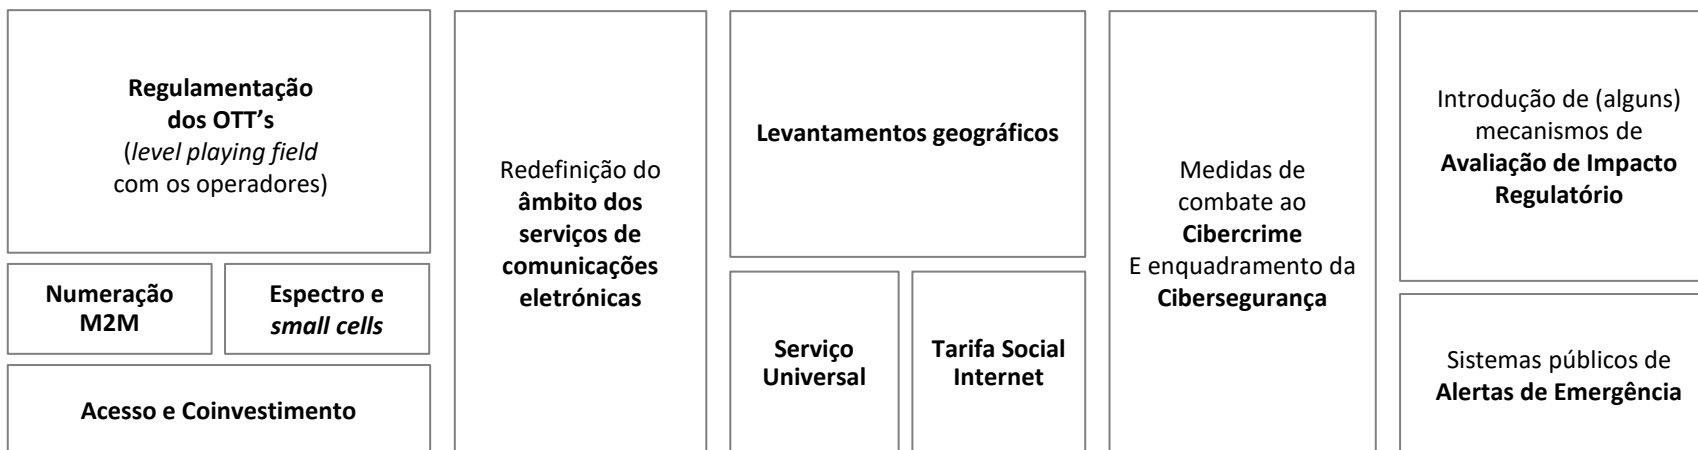 Regulamentação
dos OTT’s
(level playing field
com os operadores)
Numeração
M2M
Espectro e
small cells
Acesso e Coinvestimento
Redefinição do
âmbito dos
serviços de
comunicações
eletrónicas
Levantamentos geográficos
Serviço
Universal
Tarifa Social
Internet
Medidas de
combate ao
Cibercrime
E enquadramento da
Cibersegurança
Introdução de (alguns)
mecanismos de
Avaliação de Impacto
Regulatório
Sistemas públicos de
Alertas de Emergência